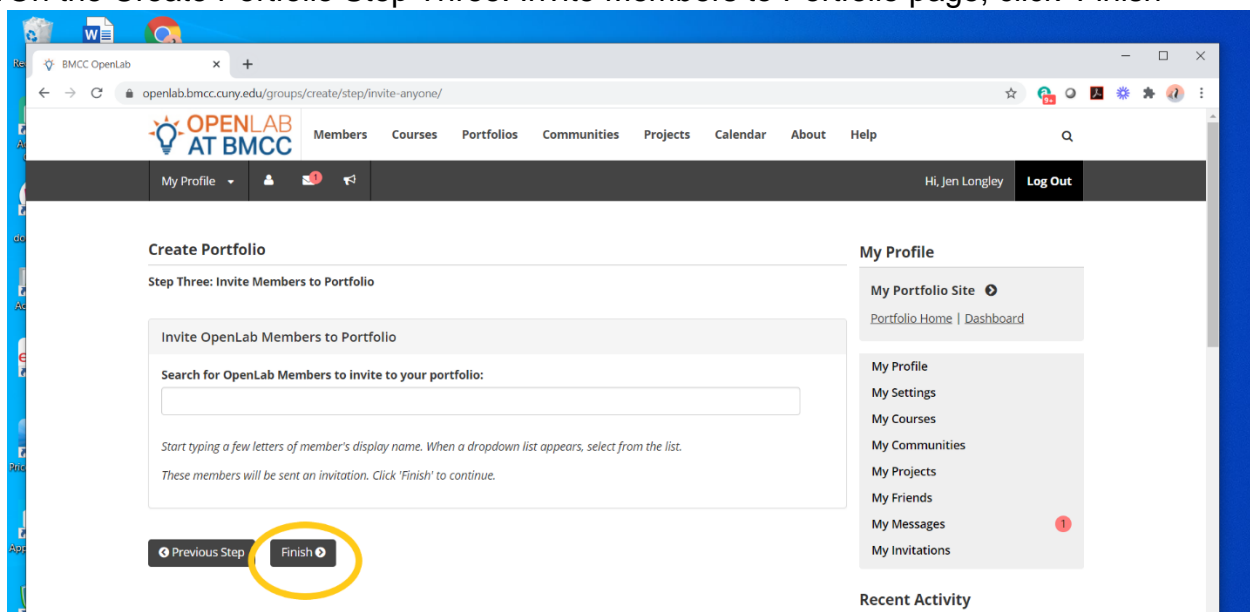 On the Create Portfolio Step Three: Invite Members to Portfolio page, click "Finish"
BMCC OpenLab
openlab.bmcc.cuny.edu/groups/create/step/invite-anyone/
9+
OPENLAB
AT BMCC
Members Courses Portfolios Communities Projects Calendar About Help
My Profile 1 Hi, Jen Longley Log Out
Create Portfolio
Step Three: Invite Members to Portfolio
Invite OpenLab Members to Portfolio
Search for OpenLab Members to invite to your portfolio:
Start typing a few letters of member's display name. When a dropdown list appears, select from the list.
These members will be sent an invitation. Click 'Finish' to continue.
Previous Step Finish
My Profile
My Portfolio Site
Portfolio Home | Dashboard
My Profile
My Settings
My Courses
My Communities
My Projects
My Friends
My Messages 1
My Invitations
Recent Activity